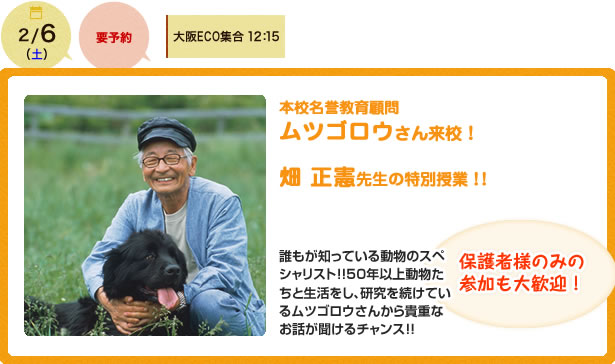 2/6
(土)
要予約
大阪ECO集合 12:15
本校名誉教育顧問
ムツゴロウさん来校！
畑 正憲先生の特別授業！！
誰もが知っている動物のスペ
シャリスト!!50年以上動物た
ちと生活をし、研究を続けてい
るムツゴロウさんから貴重な
お話が聞けるチャンス!!
保護者様のみの
参加も大歓迎！